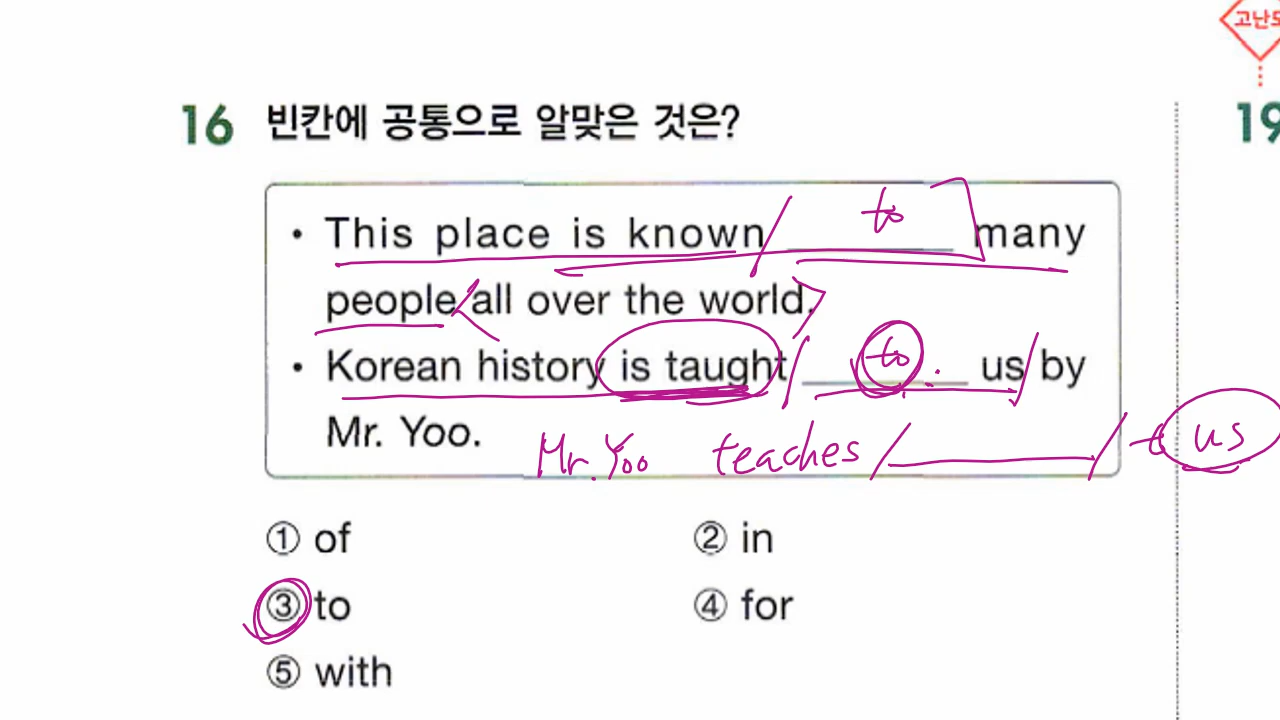 고난도
16 빈칸에 공통으로 알맞은 것은?
19
• This place is known to many
people all over the world.
• Korean history is taught to us by
Mr. Yoo.
Mr. Yoo teaches / / t us
① of
② in
③ to
④ for
⑤ with